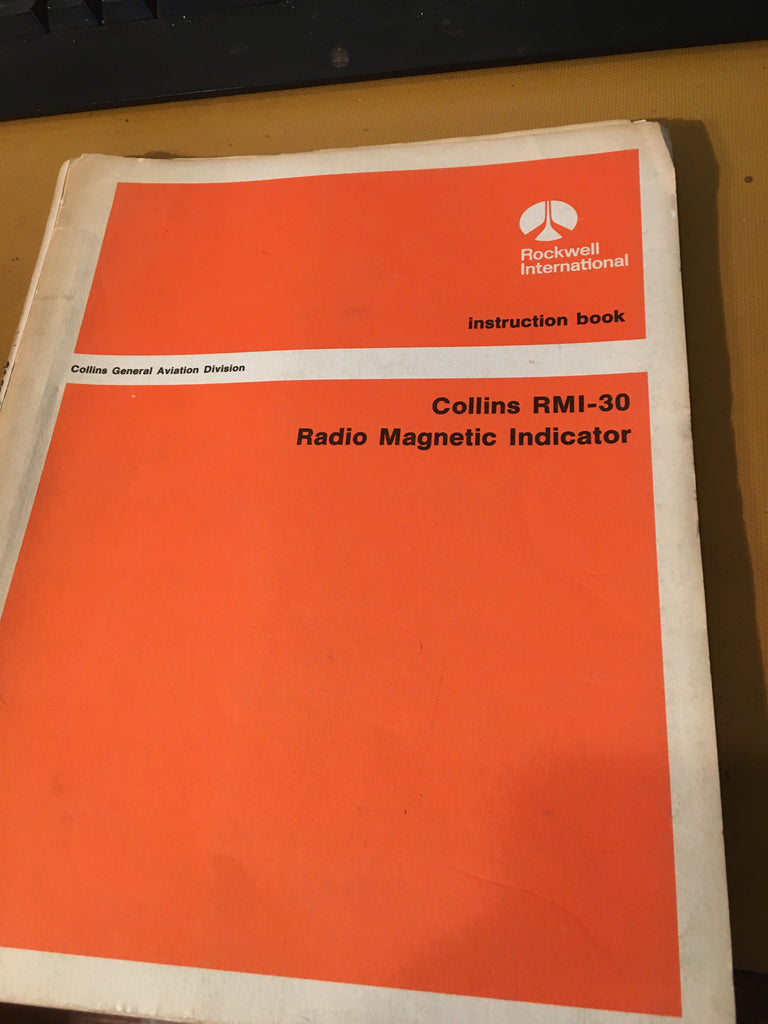 Rockwell
International
instruction book
Collins General Aviation Division
Collins RMI-30
Radio Magnetic Indicator